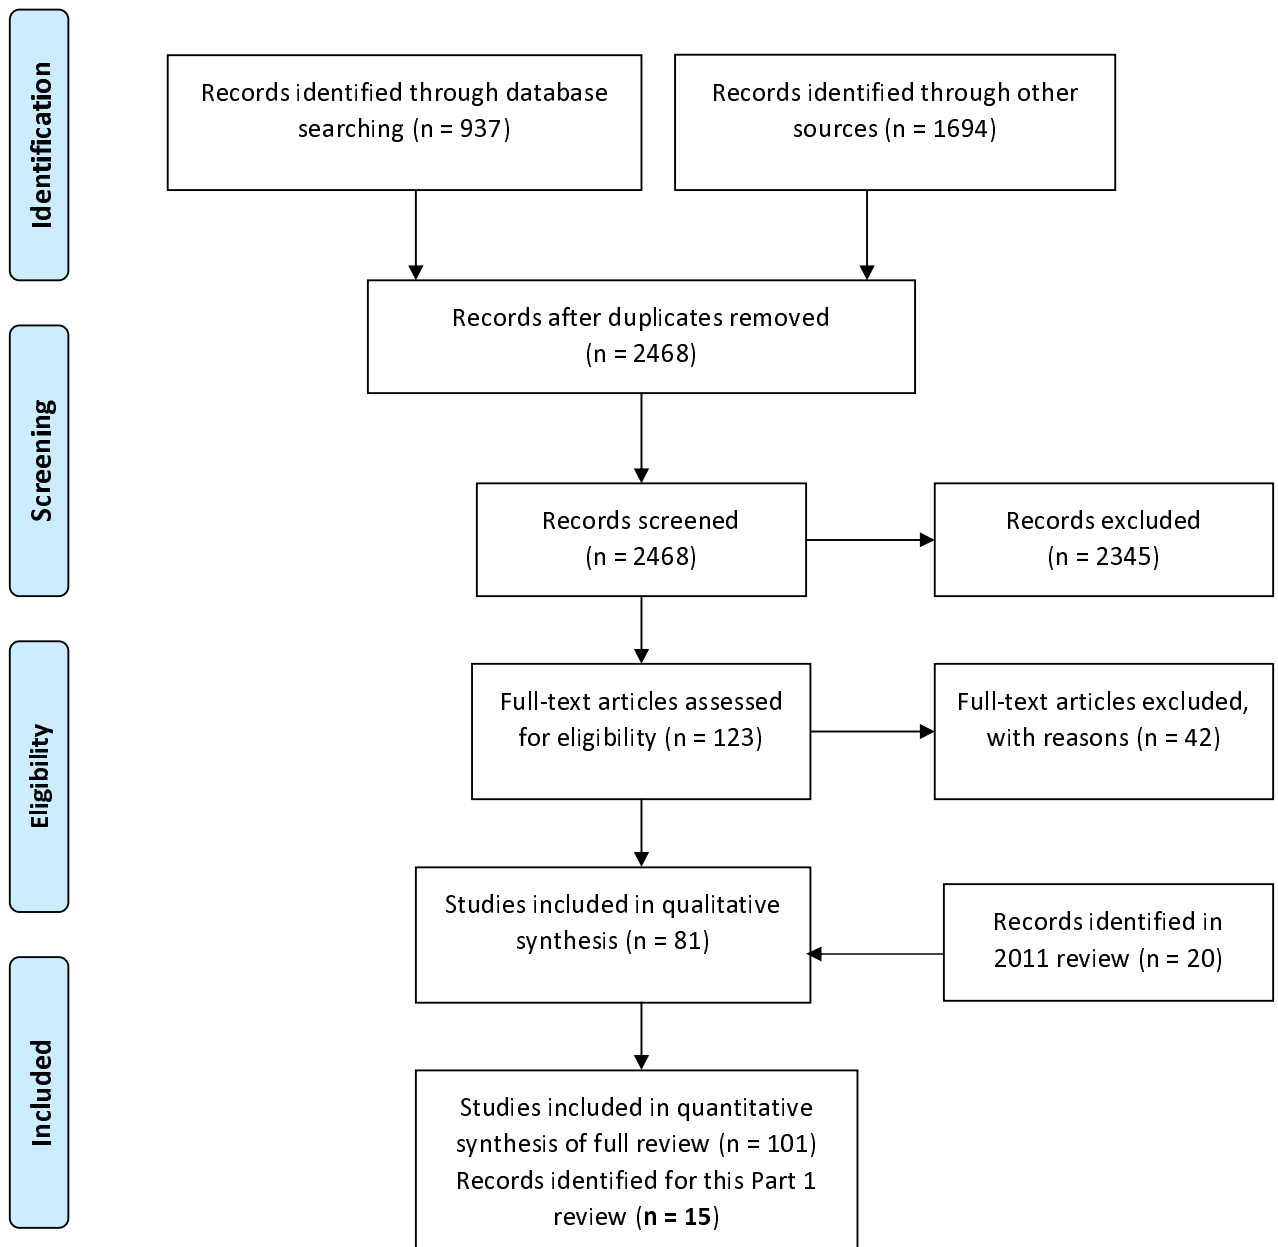 Identification
Records identified through database
searching (n = 937)
Records identified through other
sources (n = 1694)
Records after duplicates removed
(n = 2468)
Screening
Records screened
(n = 2468)
Records excluded
(n = 2345)
Eligibility
Full-text articles assessed
for eligibility (n = 123)
Full-text articles excluded,
with reasons (n = 42)
Studies included in qualitative
synthesis (n = 81)
Records identified in
2011 review (n = 20)
Included
Studies included in quantitative
synthesis of full review (n = 101)
Records identified for this Part 1
review (n = 15)